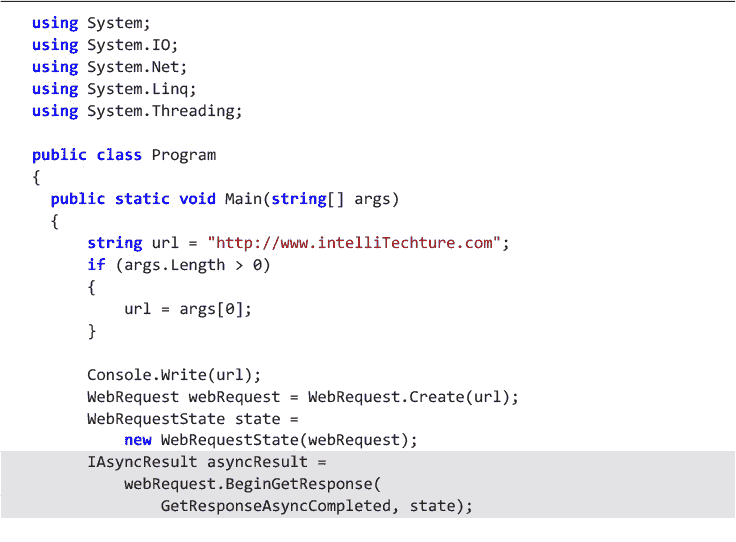 using System;
using System.IO;
using System.Net;
using System.Linq;
using System.Threading;

public class Program
{
  public static void Main(string[] args)
  {
      string url = "http://www.intelliTechture.com";
      if (args.Length > 0)
      {
          url = args[0];
      }

      Console.Write(url);
      WebRequest webRequest = WebRequest.Create(url);
      WebRequestState state =
          new WebRequestState(webRequest);
      IAsyncResult asyncResult =
          webRequest.BeginGetResponse(
              GetResponseAsyncCompleted, state);